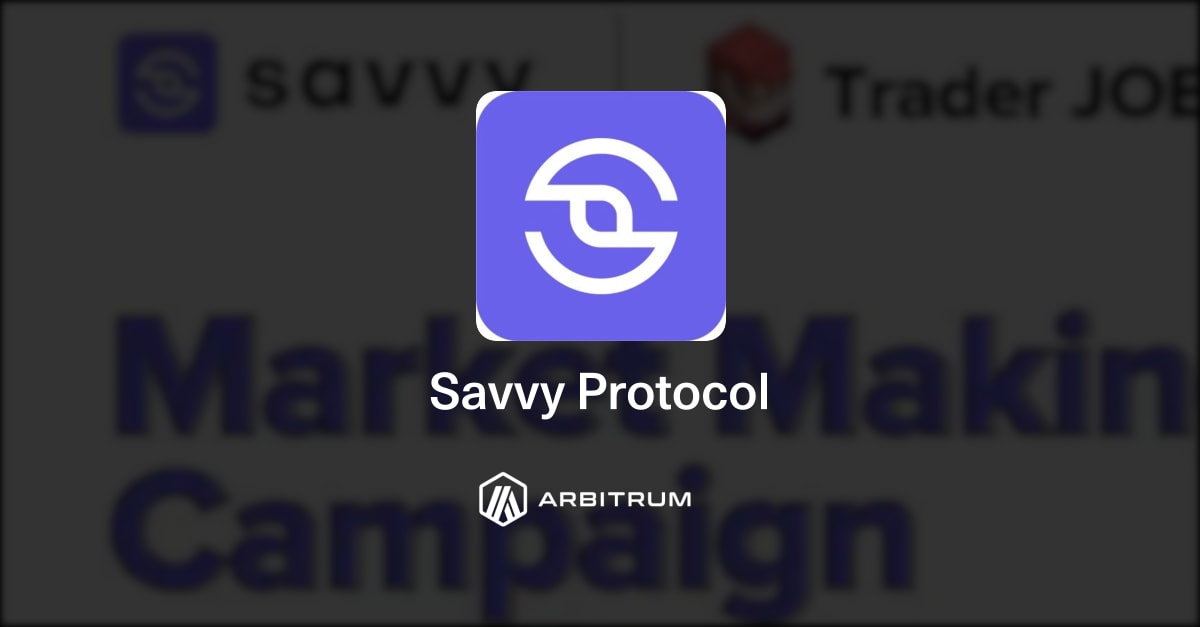 savvy
Trader JOE
Savvy Protocol
Market Makin
Campaign
ARBITRUM